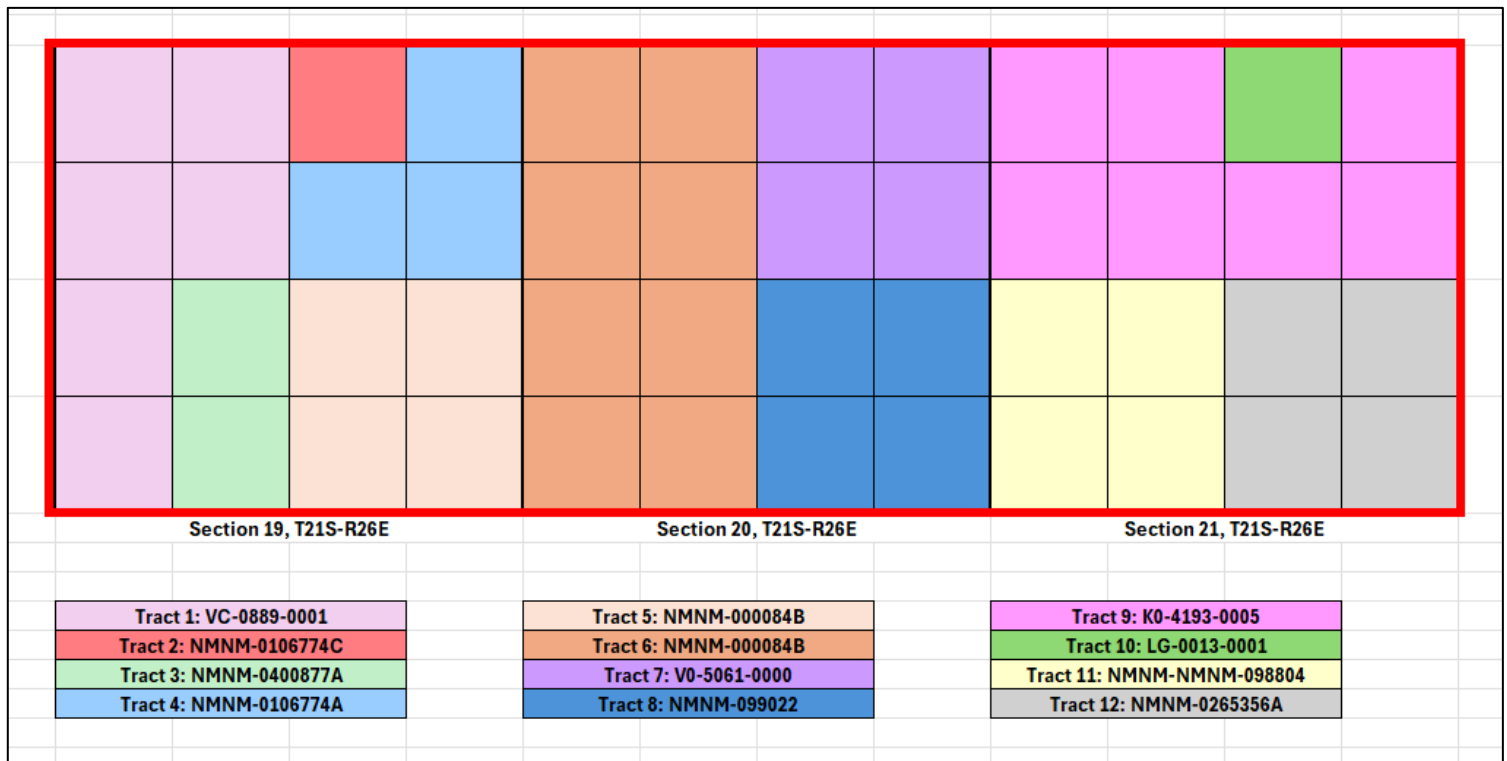 Section 19, T21S-R26E
Section 20, T21S-R26E
Section 21, T21S-R26E
Tract 1: VC-0889-0001
Tract 2: NMNM-0106774C
Tract 3: NMNM-0400877A
Tract 4: NMNM-0106774A
Tract 5: NMNM-000084B
Tract 6: NMNM-000084B
Tract 7: V0-5061-0000
Tract 8: NMNM-099022
Tract 9: K0-4193-0005
Tract 10: LG-0013-0001
Tract 11: NMNM-NMNM-098804
Tract 12: NMNM-0265356A